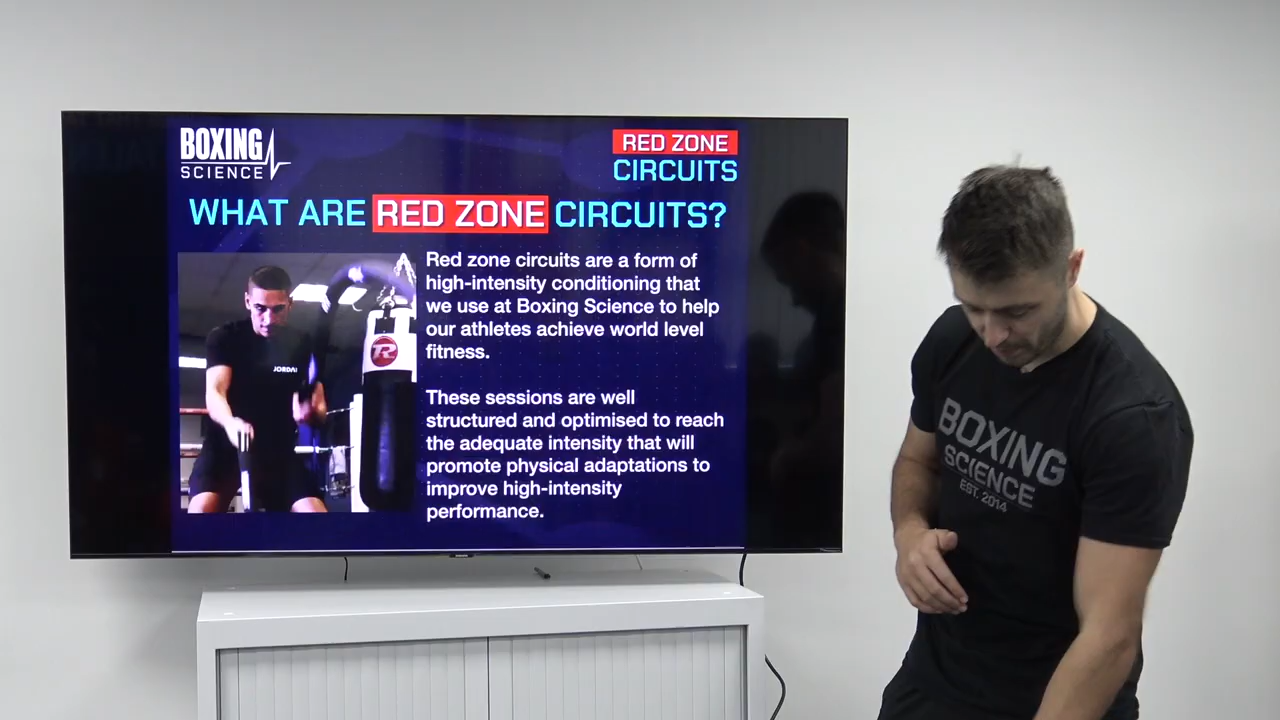 BOXING
SCIENCE
RED ZONE
CIRCUITS
WHAT ARE RED ZONE CIRCUITS?
Red zone circuits are a form of
high-intensity conditioning that
we use at Boxing Science to help
our athletes achieve world level
fitness.
These sessions are well
structured and optimised to reach
the adequate intensity that will
promote physical adaptations to
improve high-intensity
performance.
JORDAN
BOXING
SCIENCE
EST. 2014